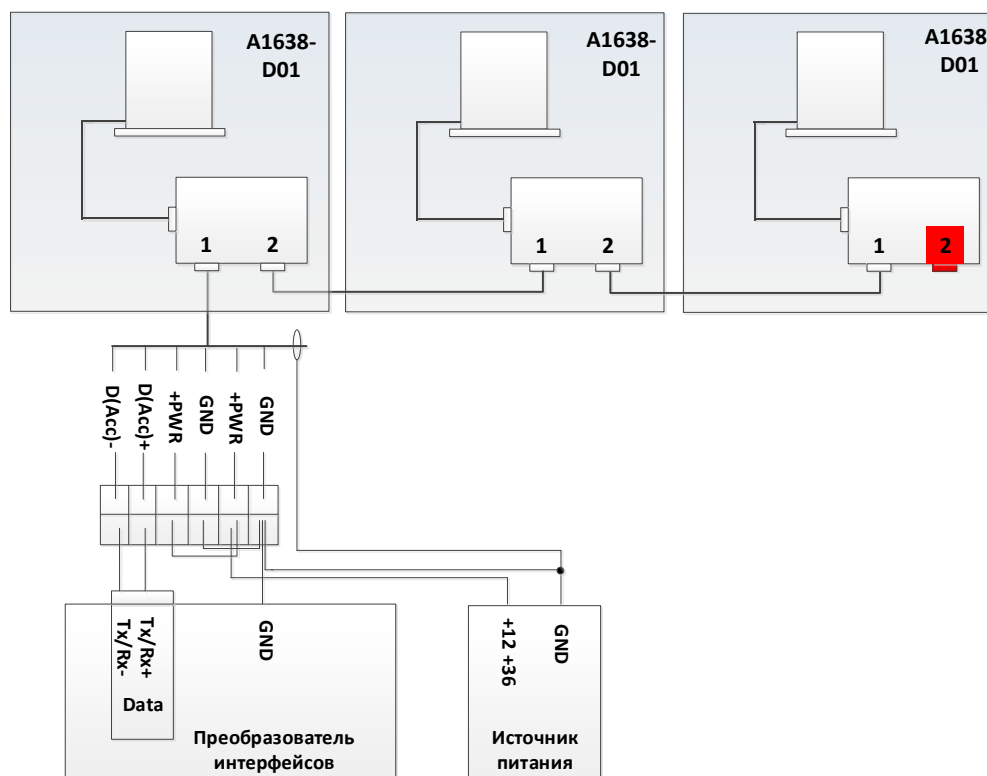 A1638-
D01
A1638-
D01
A1638
D01
1 2
1 2
1 2
D(Acc)-
D(Acc)+
+PWR
GND
+PWR
GND
Tx/Rx-
Tx/Rx+
Data
GND
Преобразователь
интерфейсов
+12 +36
GND
Источник
питания